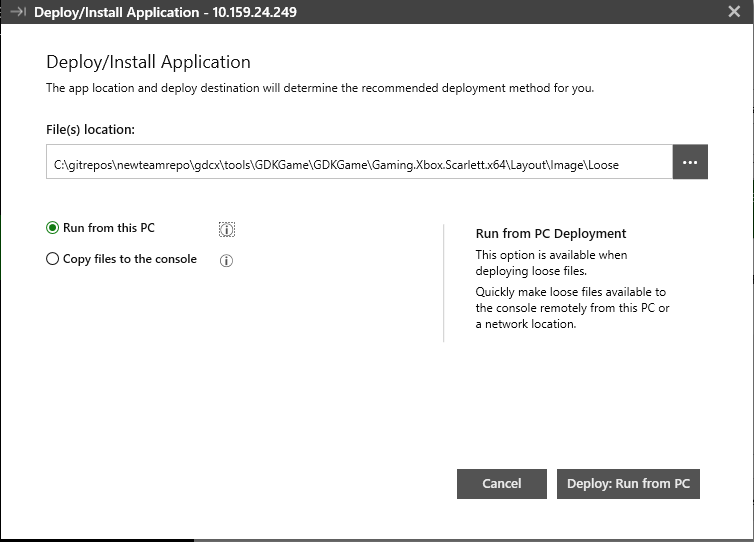 Deploy/Install Application - 10.159.24.249
Deploy/Install Application
The app location and deploy destination will determine the recommended deployment method for you.
File(s) location:
C:\gitrepos\newteamrepo\gdcx\tools\GDKGame\GDKGame\Gaming.Xbox.Scarlett.x64\Layout\Image\Loose
...
Run from this PC
Copy files to the console
Run from PC Deployment
This option is available when
deploying loose files.
Quickly make loose files available to
the console remotely from this PC or
a network location.
Cancel
Deploy: Run from PC